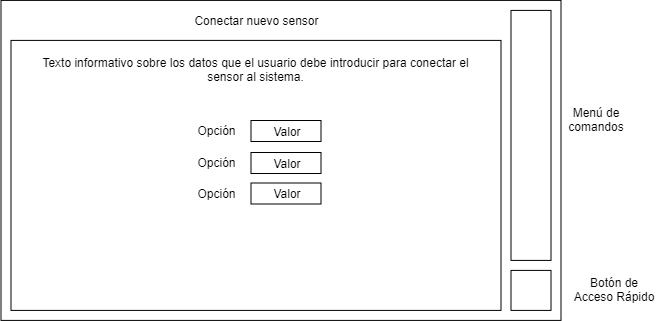 Conectar nuevo sensor
Texto informativo sobre los datos que el usuario debe introducir para conectar el
sensor al sistema.
Opción Valor
Opción Valor
Opción Valor
Menú de
comandos
Botón de
Acceso Rápido